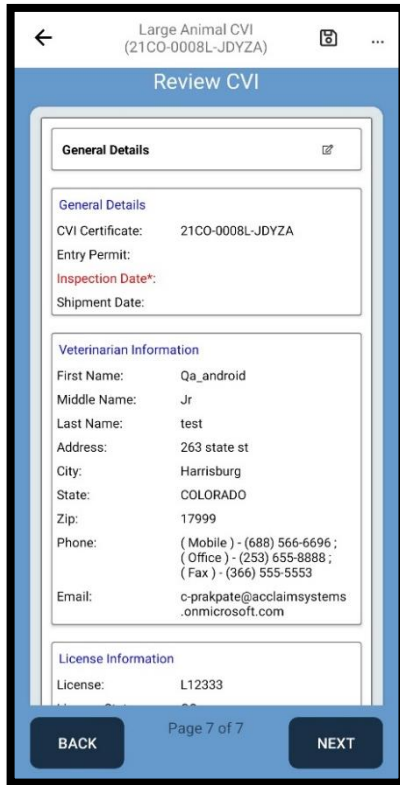 Large Animal CVI
(21CO-0008L-JDYZA)
...
Review CVI
General Details
General Details
CVI Certificate: 21CO-0008L-JDYZA
Entry Permit:
Inspection Date*:
Shipment Date:
Veterinarian Information
First Name: Qa_android
Middle Name: Jr
Last Name: test
Address: 263 state st
City: Harrisburg
State: COLORADO
Zip: 17999
Phone: ( Mobile ) - (688) 566-6696 ;
( Office ) - (253) 655-8888 ;
( Fax ) - (366) 555-5553
Email: c-prakpate@acclaimsystems
.onmicrosoft.com
License Information
License: L12333
BACK Page 7 of 7 NEXT